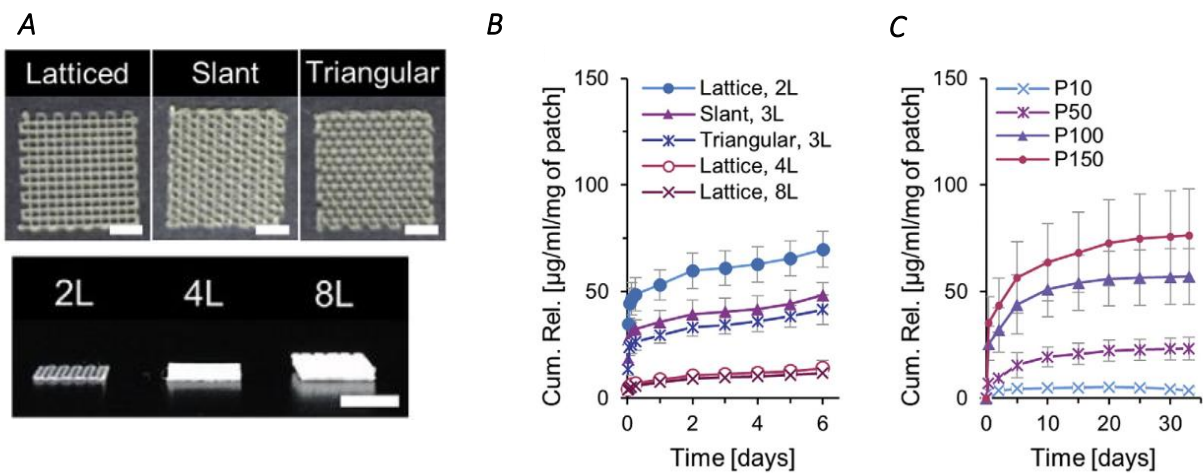 A
Latticed Slant Triangular
2L 4L 8L
B
Cum. Rel. [µg/ml/mg of patch]
150
100
50
0
Lattice, 2L
Slant, 3L
Triangular, 3L
Lattice, 4L
Lattice, 8L
0 2 4 6
Time [days]
C
Cum. Rel. [µg/ml/mg of patch]
150
100
50
0
P10
P50
P100
P150
0 10 20 30
Time [days]